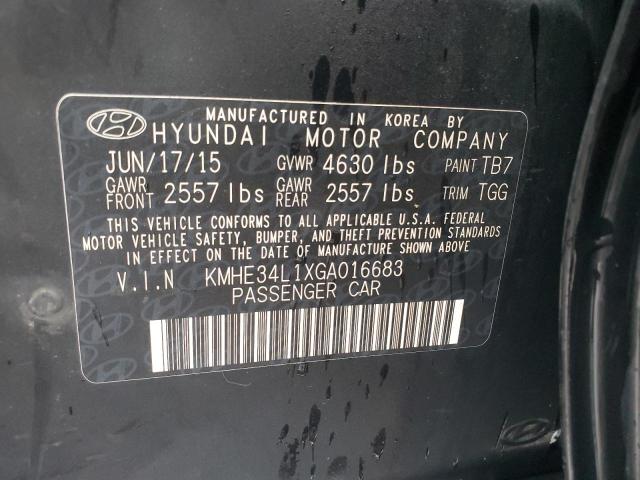 MANUFACTURED IN KOREA BY
HYUNDAI MOTOR COMPANY
JUN/17/15 GVWR 4630 lbs PAINT TB7
GAWR FRONT 2557 lbs GAWR REAR 2557 lbs TRIM TGG
THIS VEHICLE CONFORMS TO ALL APPLICABLE U.S.A. FEDERAL
MOTOR VEHICLE SAFETY, BUMPER, AND THEFT PREVENTION STANDARDS
IN EFFECT ON THE DATE OF MANUFACTURE SHOWN ABOVE.
V.I.N KMHE34L1XGA016683
PASSENGER CAR